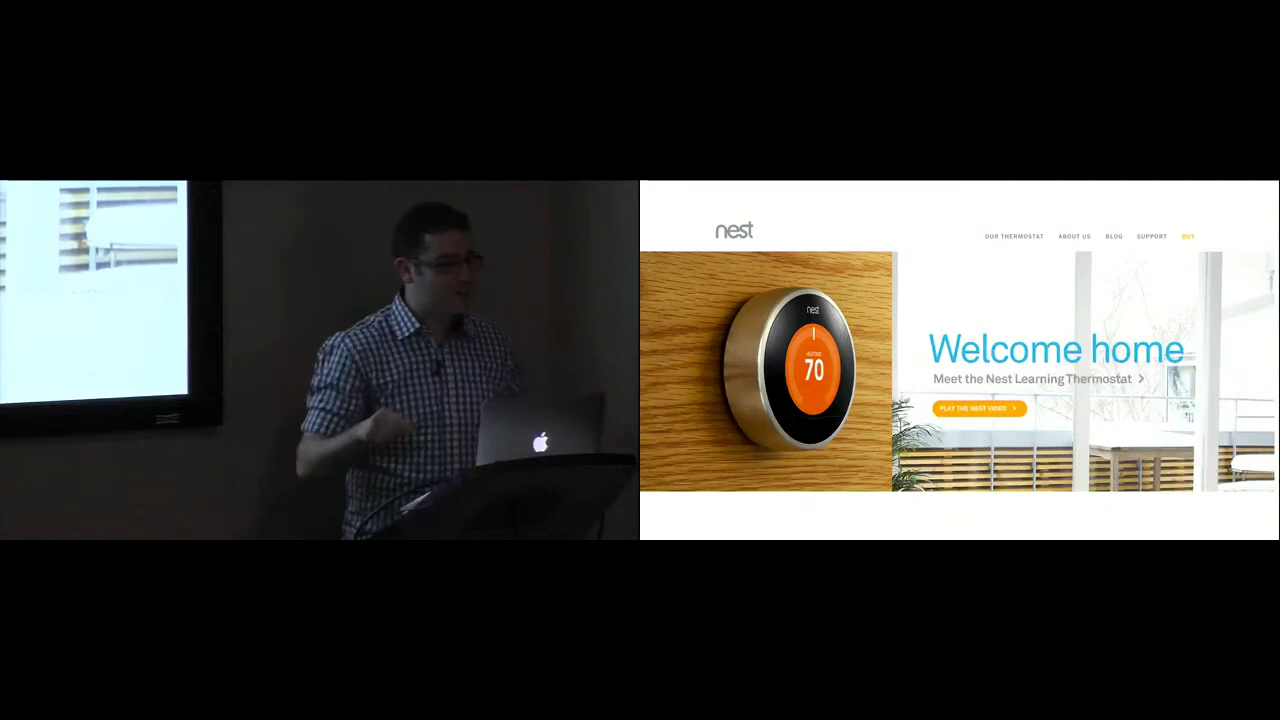 nest
OUR THERMOSTAT ABOUT US BLOG SUPPORT BUY
nest
HEATING
70
Welcome home
Meet the Nest Learning Thermostat
PLAY THE NEST VIDEO